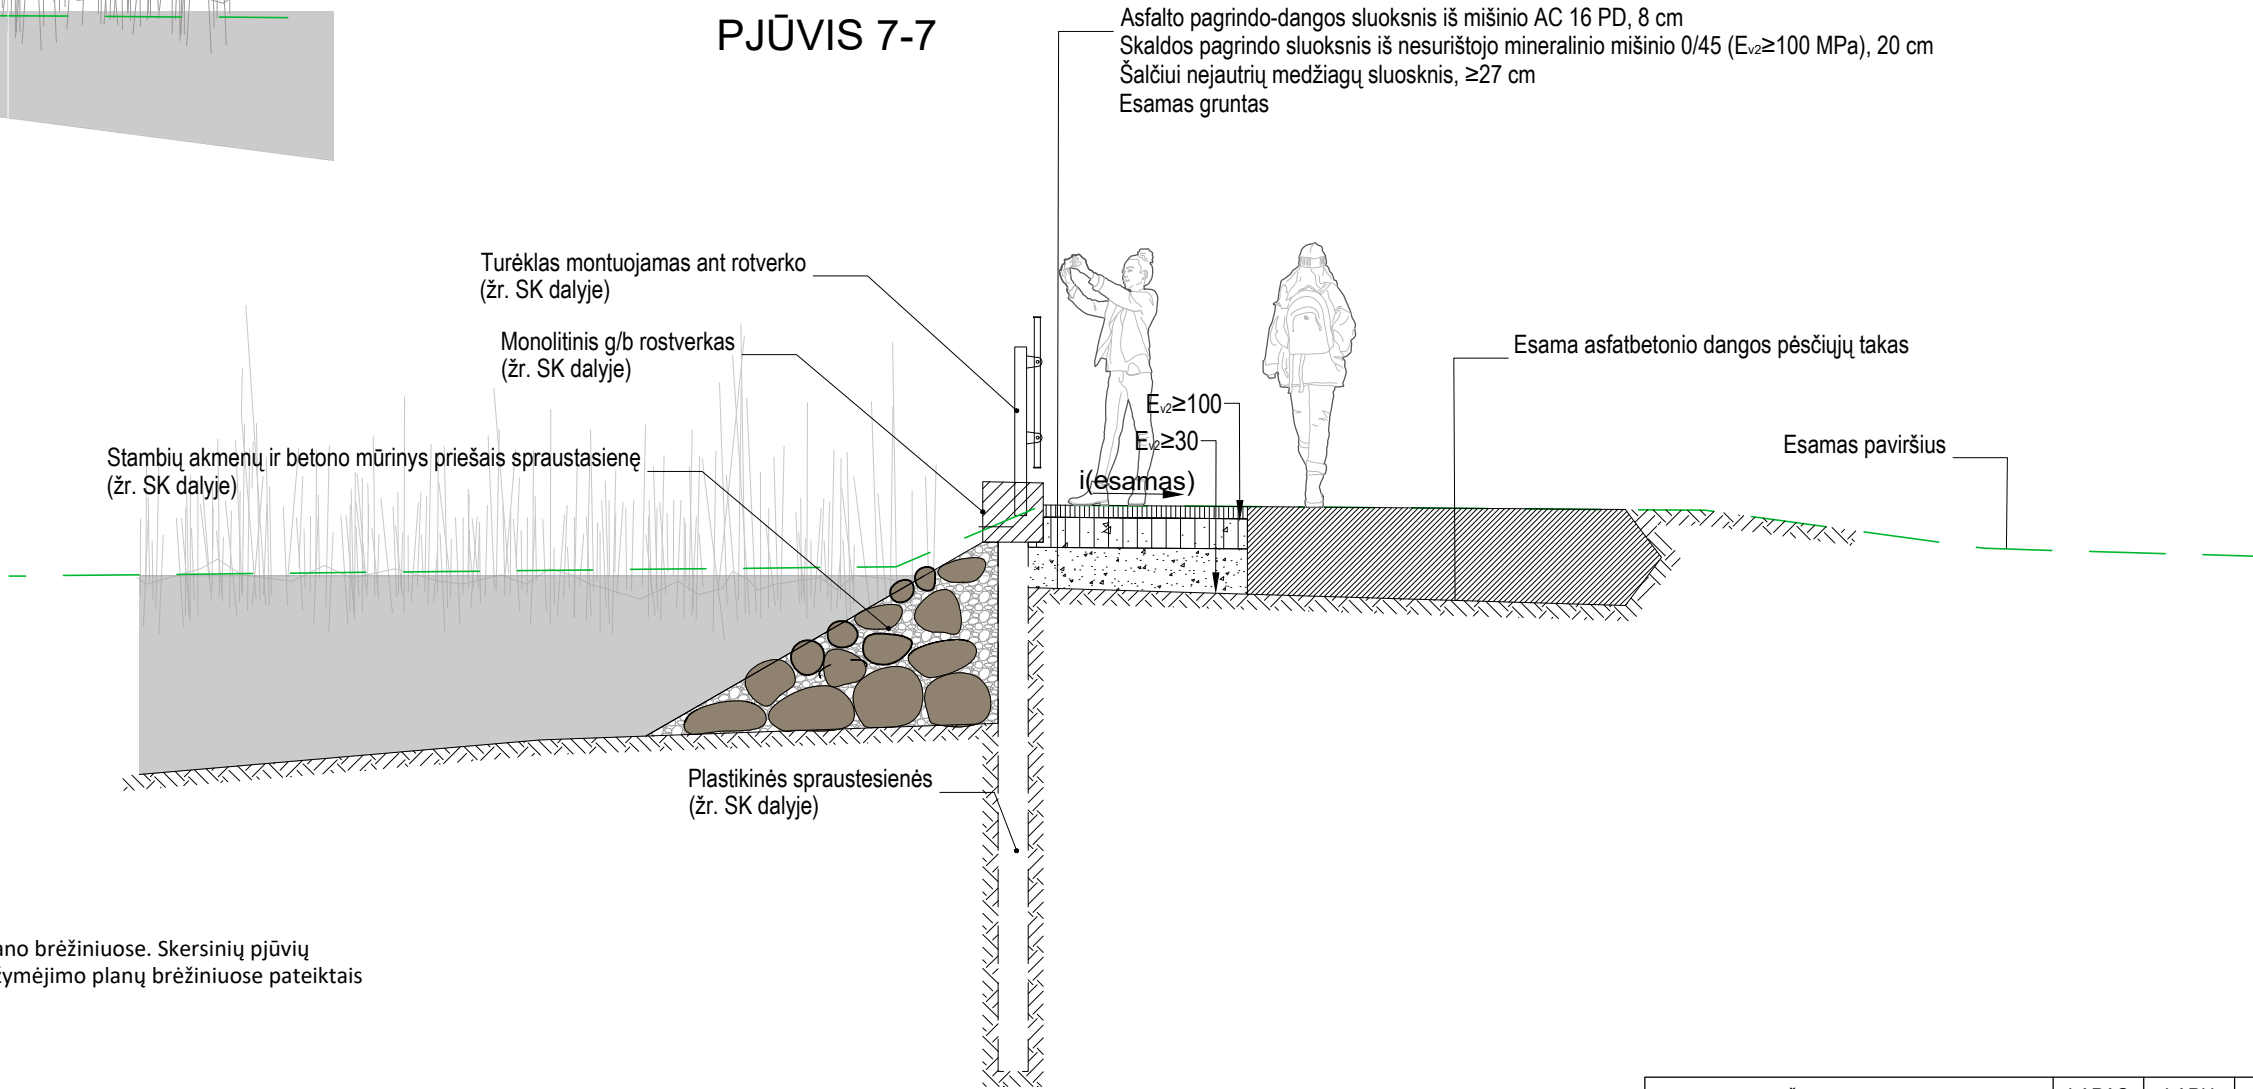 PJŪVIS 7-7
Asfalto pagrindo-dangos sluoksnis iš mišinio AC 16 PD, 8 cm
Skaldos pagrindo sluoksnis iš nesurištojo mineralinio mišinio 0/45 (Ev2≥100 MPa), 20 cm
Šalčiui nejautrių medžiagų sluosknis, ≥27 cm
Esamas gruntas
Turėklas montuojamas ant rotverko
(žr. SK dalyje)
Monolitinis g/b rostverkas
(žr. SK dalyje)
Esama asfatbetonio dangos pėsčiųjų takas
Ev2≥100
Ev2≥30
i(esamas)
Esamas paviršius
Stambių akmenų ir betono mūrinys priešais spraustasienę
(žr. SK dalyje)
Plastikinės spraustesienės
(žr. SK dalyje)
ano brėžiniuose. Skersinių pjūvių
žymėjimo planų brėžiniuose pateiktais